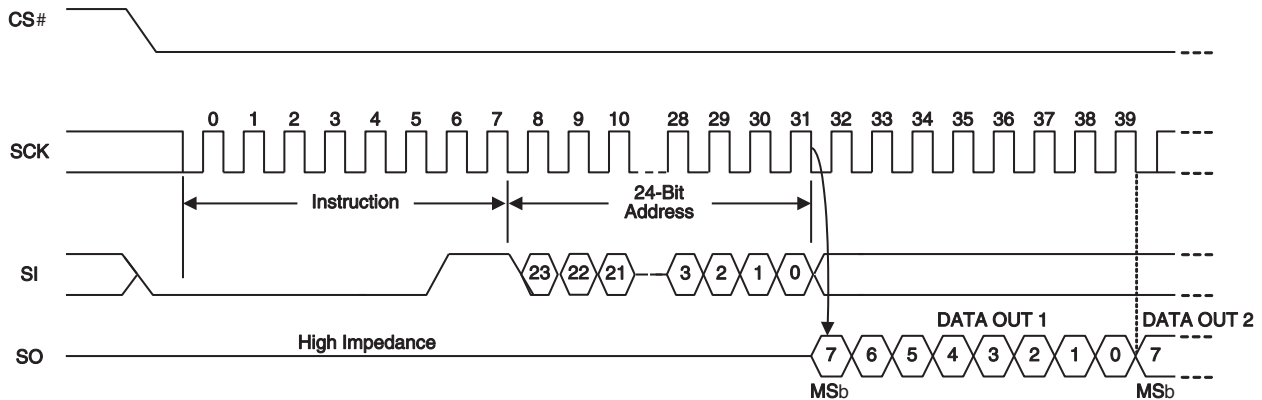 CS#
0 1 2 3 4 5 6 7 8 9 10 28 29 30 31 32 33 34 35 36 37 38 39
SCK
Instruction
24-Bit
Address
SI
23 22 21 3 2 1 0
DATA OUT 1 DATA OUT 2
High Impedance
SO
7 6 5 4 3 2 1 0 7
MSb MSb